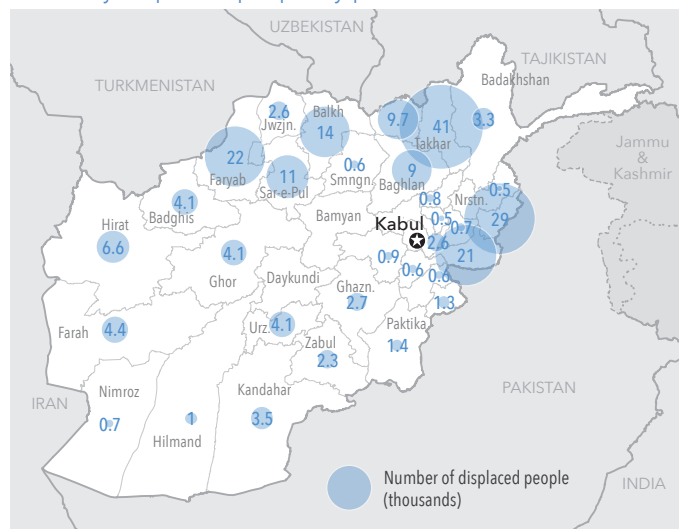 UZBEKISTAN
TAJIKISTAN
TURKMENISTAN
Badakhshan
2.6
Jwzjn.
Balkh
14
9.7
41
Takhar
3.3
Jammu
&
Kashmir
22
Faryab
11
Sar-e-Pul
0.6
Smngn.
9
Baghlan
4.1
Badghis
0.8
Nrstn.
0.5
Bamyan
Kabul
0.5
0.7
29
Hirat
6.6
4.1
Ghor
2.6
21
0.9
0.6
0.6
Daykundi
Ghazn.
2.7
1.3
Farah
4.4
Urz.
4.1
Zabul
2.3
Paktika
1.4
Nimroz
0.7
IRAN
Hilmand
1
Kandahar
3.5
PAKISTAN
INDIA
Number of displaced people
(thousands)